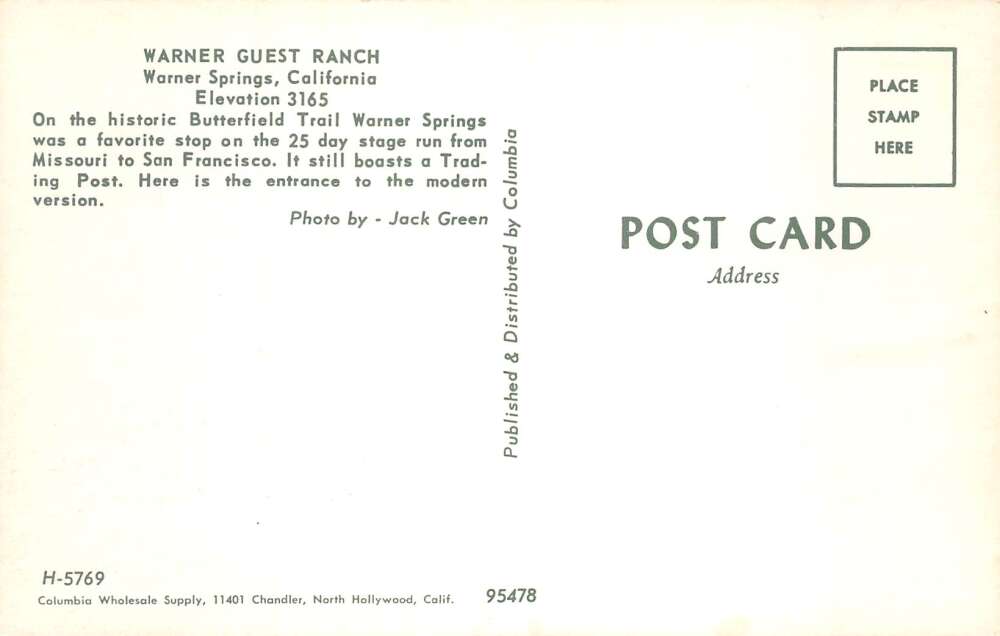 WARNER GUEST RANCH
Warner Springs, California
Elevation 3165
On the historic Butterfield Trail Warner Springs
was a favorite stop on the 25 day stage run from
Missouri to San Francisco. It still boasts a Trad-
ing Post. Here is the entrance to the modern
version.
Photo by - Jack Green
Published & Distributed by Columbia
PLACE
STAMP
HERE
POST CARD
Address
H-5769
Columbia Wholesale Supply, 11401 Chandler, North Hollywood, Calif.
95478